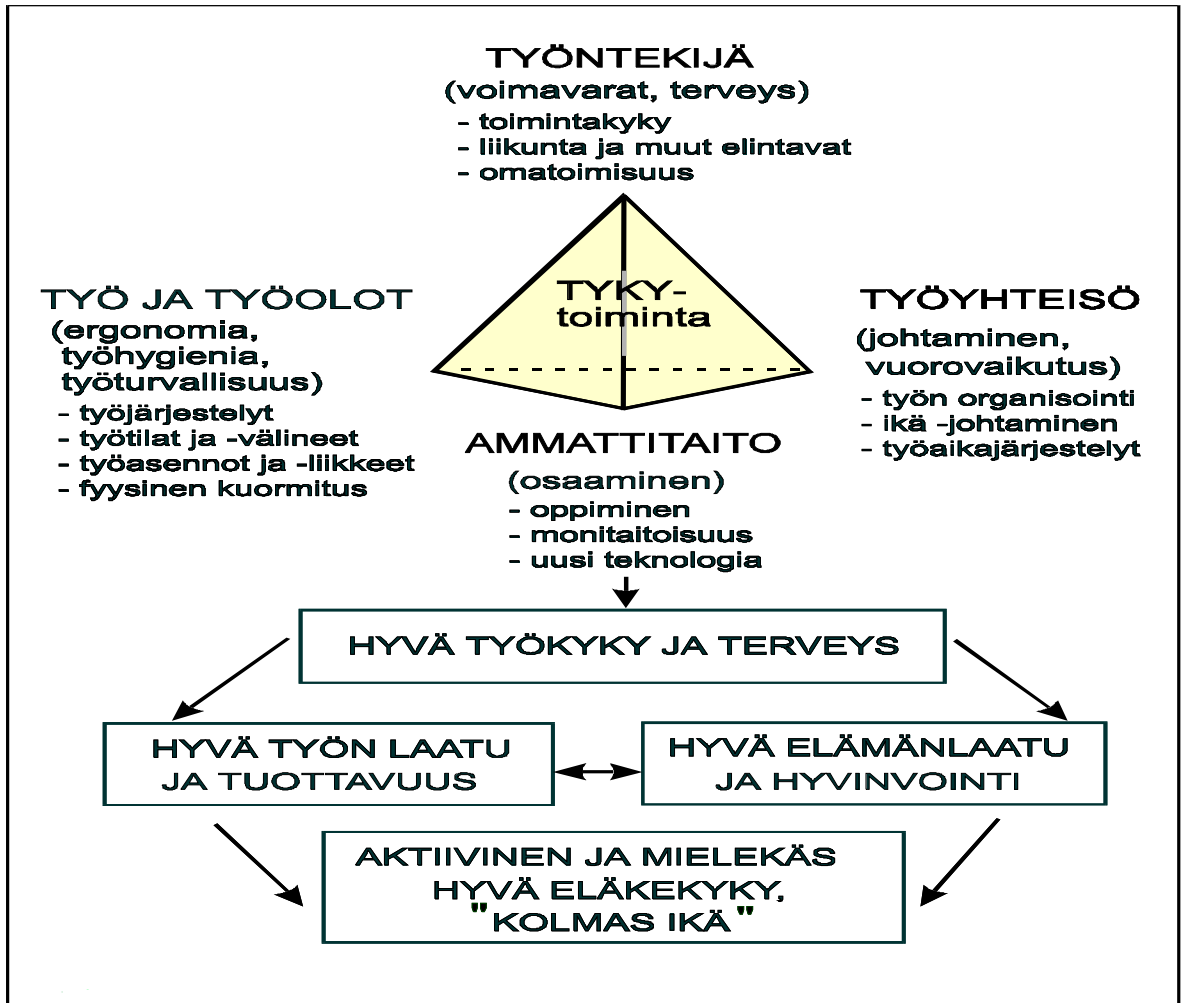 TYÖNTEKIJÄ
(voimavarat, terveys)
- toimintakyky
- liikunta ja muut elintavat
- omatoimisuus
TYKY-
toiminta
TYÖ JA TYÖOLOT
(ergonomia,
työhygienia,
työturvallisuus)
- työjärjestelyt
- työtilat ja -välineet
- työasennot ja -liikkeet
- fyysinen kuormitus
TYÖYHTEISÖ
(johtaminen,
vuorovaikutus)
- työn organisointi
- ikä -johtaminen
- työaikajärjestelyt
AMMATTITAITO
(osaaminen)
- oppiminen
- monitaitoisuus
- uusi teknologia
HYVÄ TYÖKYKY JA TERVEYS
HYVÄ TYÖN LAATU
JA TUOTTAVUUS
HYVÄ ELÄMÄNLAATU
JA HYVINVOINTI
AKTIIVINEN JA MIELEKÄS
HYVÄ ELÄKEKYKY,
"KOLMAS IKÄ"